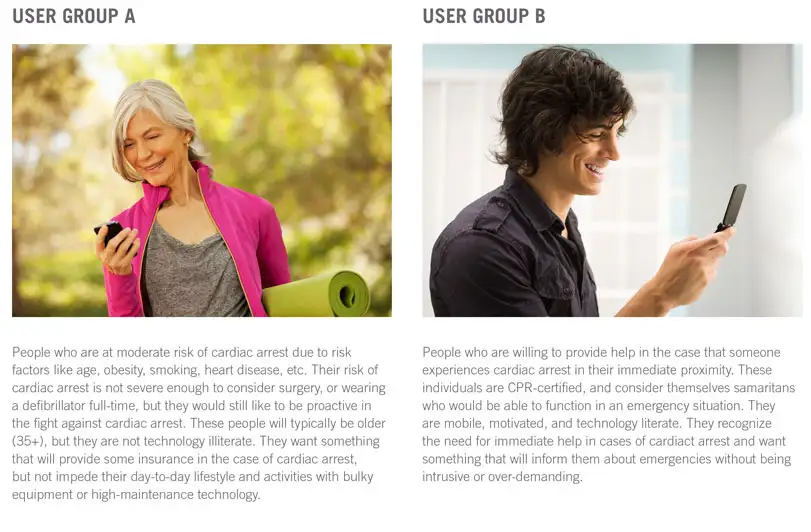 USER GROUP A
People who are at moderate risk of cardiac arrest due to risk
factors like age, obesity, smoking, heart disease, etc. Their risk of
cardiac arrest is not severe enough to consider surgery, or wearing
a defibrillator full-time, but they would still like to be proactive in
the fight against cardiac arrest. These people will typically be older
(35+), but they are not technology illiterate. They want something
that will provide some insurance in the case of cardiac arrest,
but not impede their day-to-day lifestyle and activities with bulky
equipment or high-maintenance technology.
USER GROUP B
People who are willing to provide help in the case that someone
experiences cardiac arrest in their immediate proximity. These
individuals are CPR-certified, and consider themselves samaritans
who would be able to function in an emergency situation. They
are mobile, motivated, and technology literate. They recognize
the need for immediate help in cases of cardiact arrest and want
something that will inform them about emergencies without being
intrusive or over-demanding.